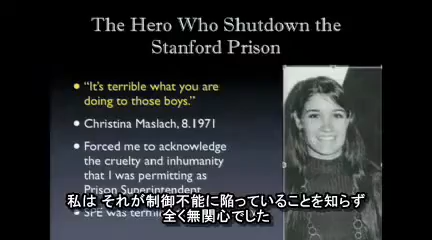 The Hero Who Shutdown the
Stanford Prison
• "It's terrible what you are
doing to those boys."
• Christina Maslach, 8.1971
• Forced me to acknowledge
the cruelty and inhumanity
that I was permitting as
Prison Superintendent
• SPE was
私は それが制御不能に陥っていることを知らず
全く無関心でした